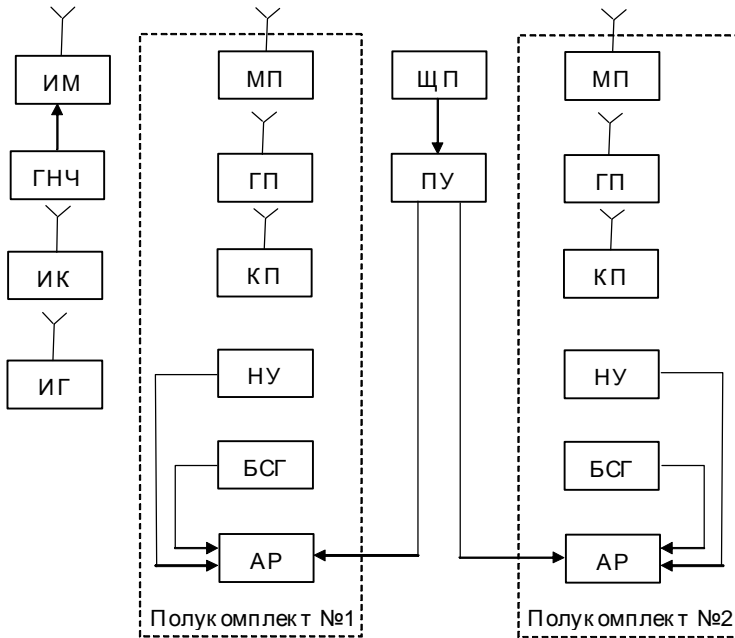 ИМ
ГНЧ
ИК
ИГ
МП
ГП
КП
НУ
БСГ
АР
Полукомплект №1
ЩП
ПУ
МП
ГП
КП
НУ
БСГ
АР
Полукомплект №2